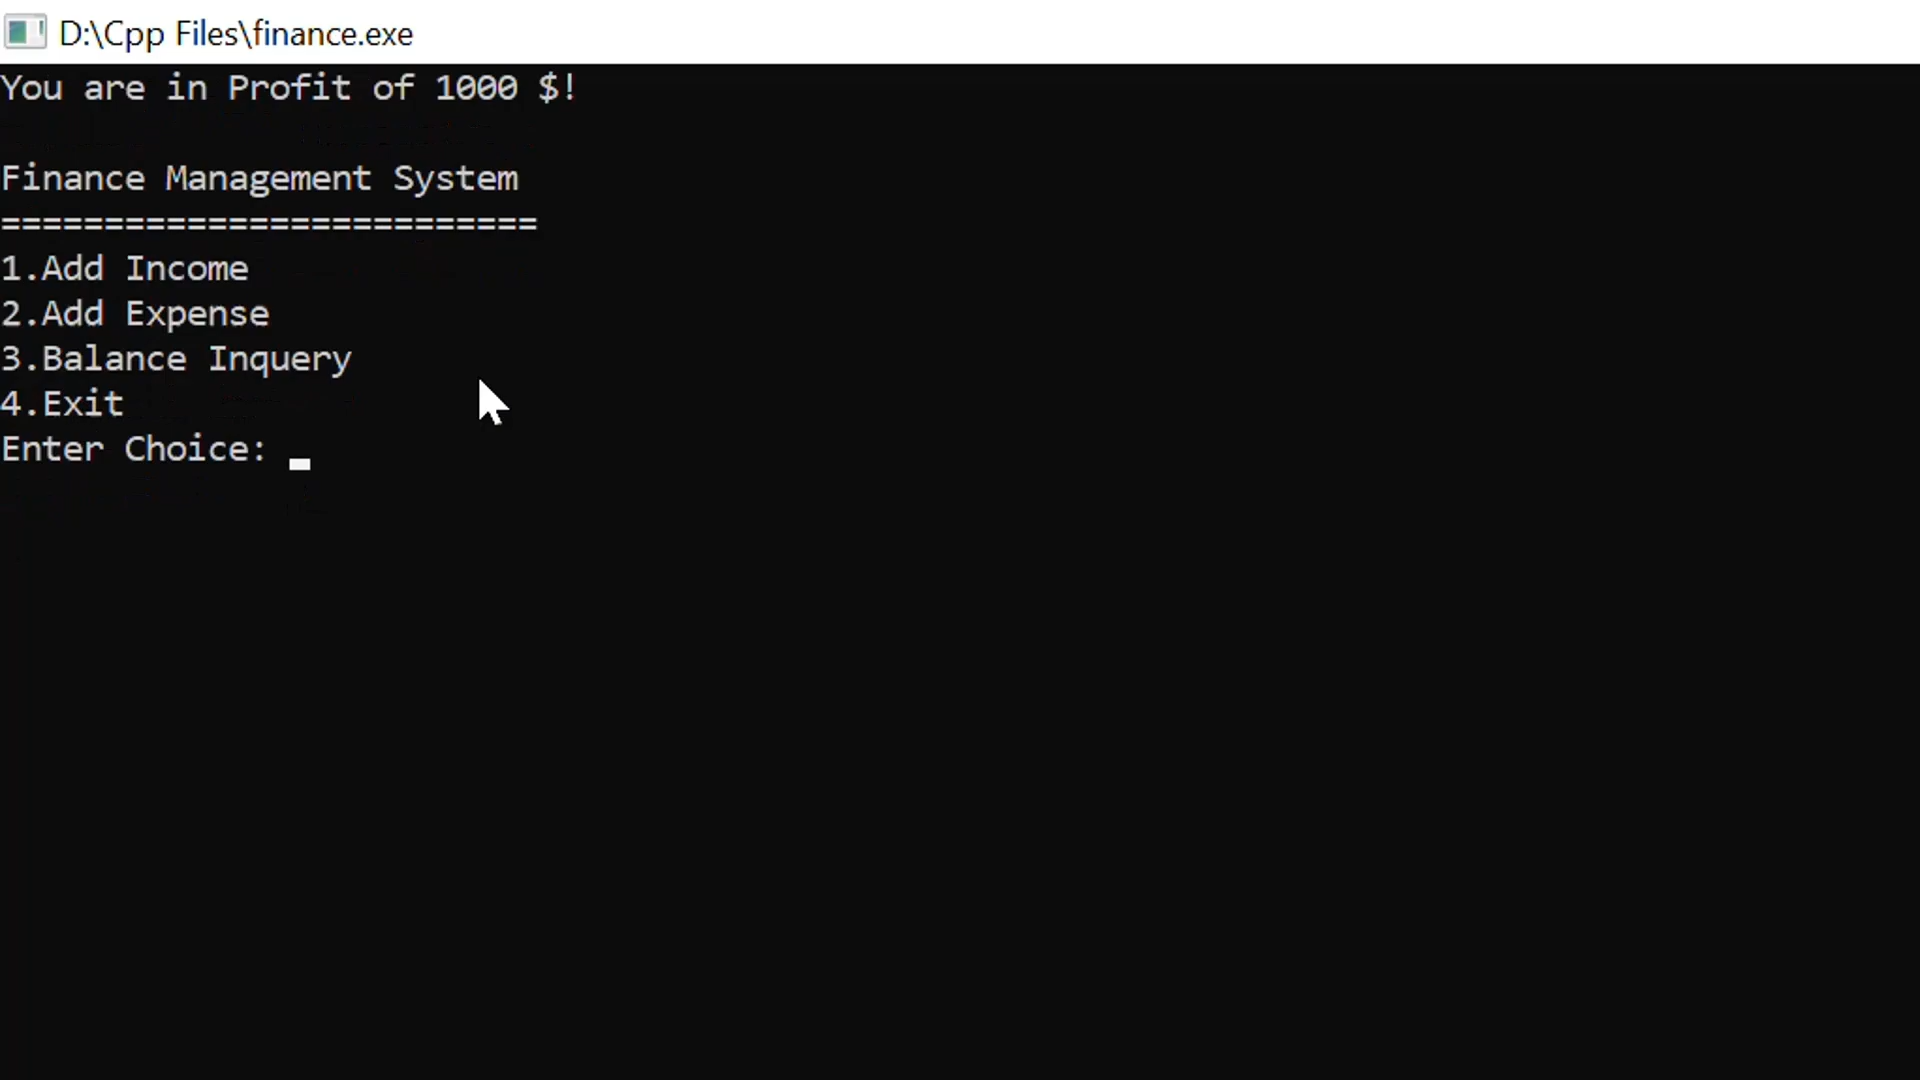 D:\Cpp Files\finance.exe
You are in Profit of 1000 $!
Finance Management System
==========================
1.Add Income
2.Add Expense
3.Balance Inquery
4.Exit
Enter Choice: